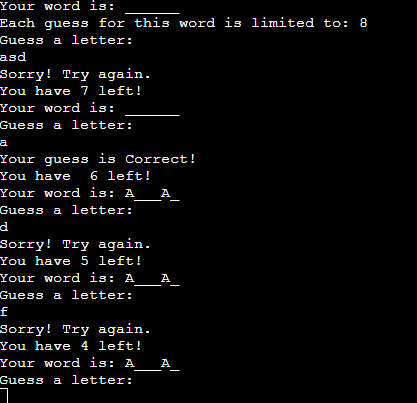 Your word is: ______
Each guess for this word is limited to: 8
Guess a letter:
asd
Sorry! Try again.
You have 7 left!
Your word is: ______
Guess a letter:
a
Your guess is Correct!
You have  6 left!
Your word is: A___A_
Guess a letter:
d
Sorry! Try again.
You have 5 left!
Your word is: A___A_
Guess a letter:
f
Sorry! Try again.
You have 4 left!
Your word is: A___A_
Guess a letter: